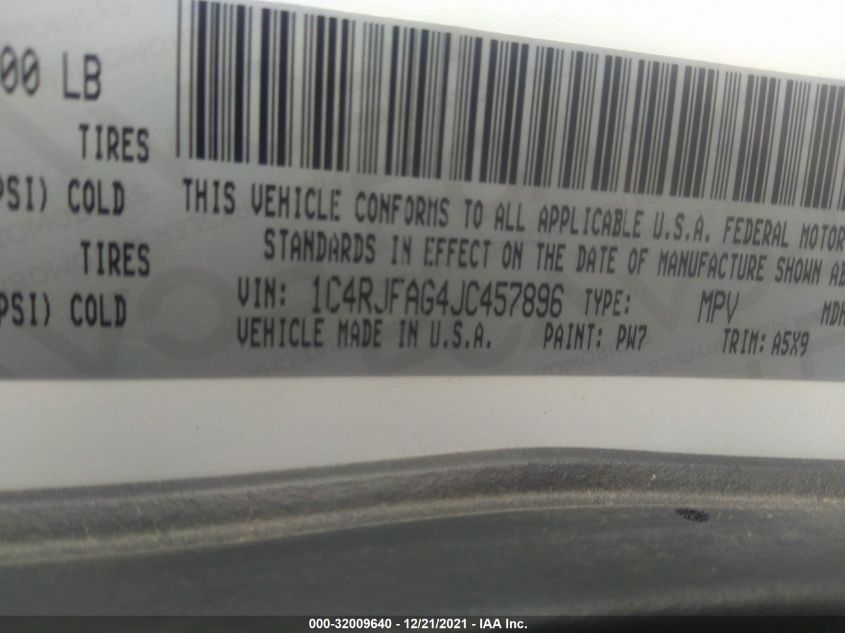 00 LB
TIRES
PSI) COLD
TIRES
PSI) COLD
THIS VEHICLE CONFORMS TO ALL APPLICABLE U.S.A. FEDERAL MOTOR
STANDARDS IN EFFECT ON THE DATE OF MANUFACTURE SHOWN AB
VIN: 1C4RJFAG4JC457896 TYPE: MPV MDH
VEHICLE MADE IN U.S.A. PAINT: PW7 TRIM: A5X9
000-32009640 - 12/21/2021 - IAA Inc.